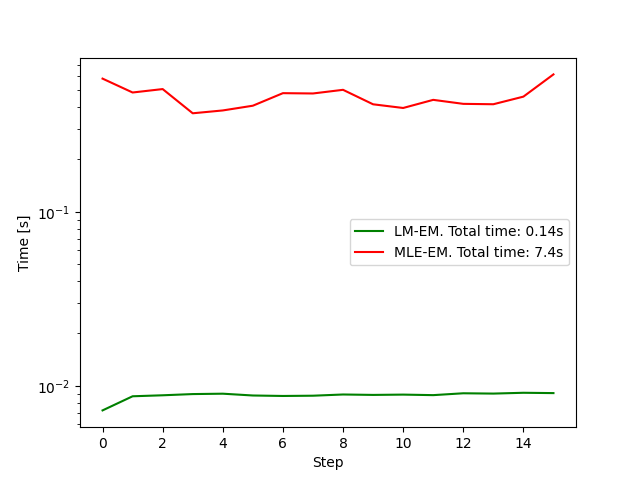 10⁻¹
10⁻²
Time [s]
LM-EM. Total time: 0.14s
MLE-EM. Total time: 7.4s
0 2 4 6 8 10 12 14
Step